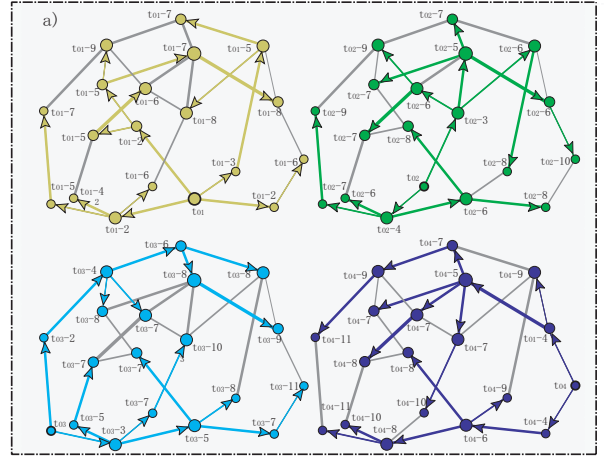 a)
t01−7
t01−9
t01−7
t01−5
t01−5
t01−6
t01−8
t01−7
t01−8
t01−5
t01−2
t01−3
t01−6
t01−5
t01−4
2
t01−6
t01−2
t01
t01−2
t02−7
t02−9
t02−5
t02−6
t02−7
t02−6
t02−6
t02−9
t02−3
t02−7
t02−8
t02−8
t02−10
t02−7
t02−6
t02
t02−8
t02−4
t02−6
t03−6
t03−4
t03−8
t03−8
t03−8
t03−7
t03−2
t03−9
t03−10
t03−7
t03−7
3
t03−11
t03−8
t03
t03−5
t03−7
t03−3
t03−5
t03−7
t04−7
t04−9
t04−5
t04−9
t04−7
t04−7
t04−4
t04−11
t04−7
t04−8
t04
t04−9
t04−11
t04−10
t04−10
t04−8
t04−6
t04−4